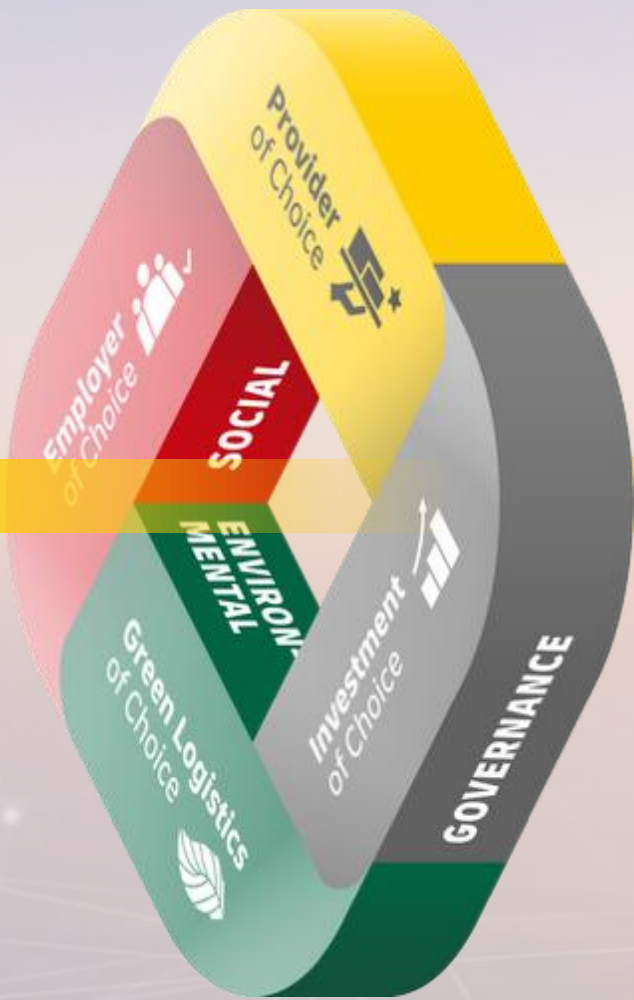 Provider
of Choice
Employer
of Choice
SOCIAL
ENVIRON-
MENTAL
Investment
of Choice
Green Logistics
of Choice
GOVERNANCE